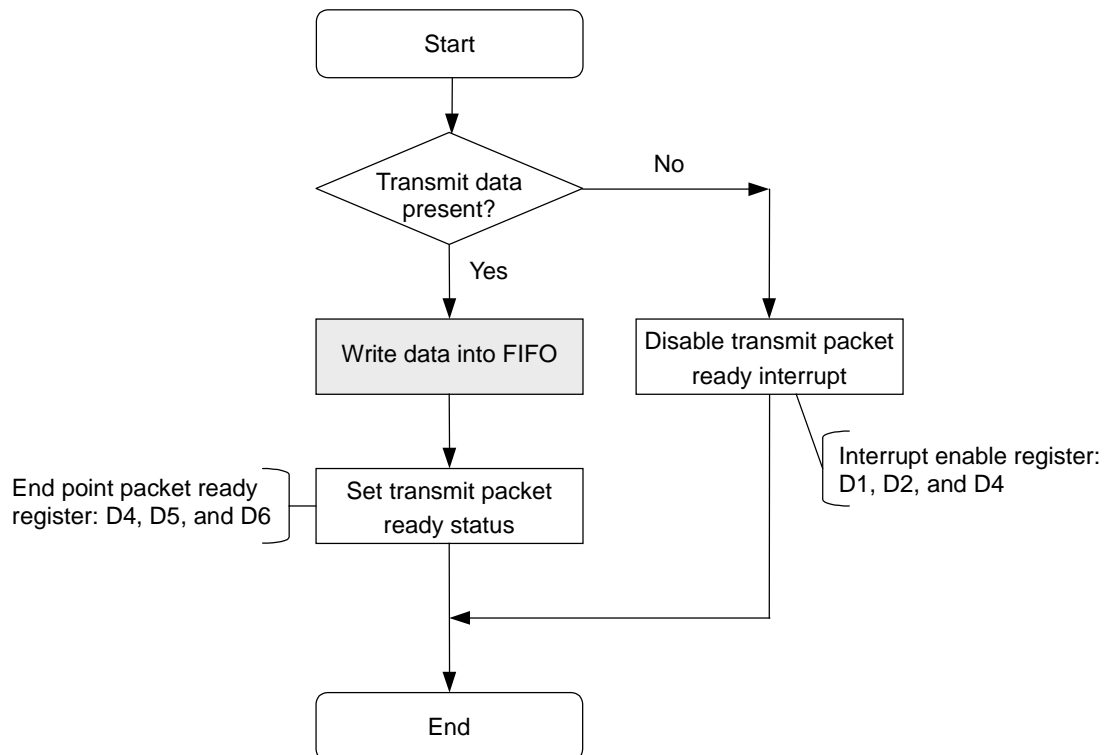 Start
Transmit data
present?
No
Yes
Write data into FIFO
Disable transmit packet
ready interrupt
Interrupt enable register:
D1, D2, and D4
End point packet ready
register: D4, D5, and D6
Set transmit packet
ready status
End